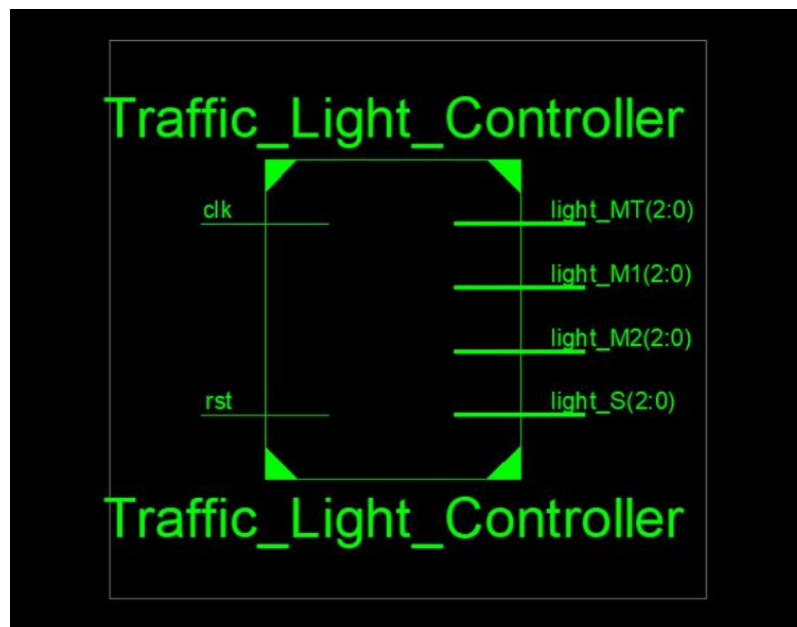 Traffic_Light_Controller
clk
light_MT(2:0)
light_M1(2:0)
light_M2(2:0)
rst
light_S(2:0)
Traffic_Light_Controller